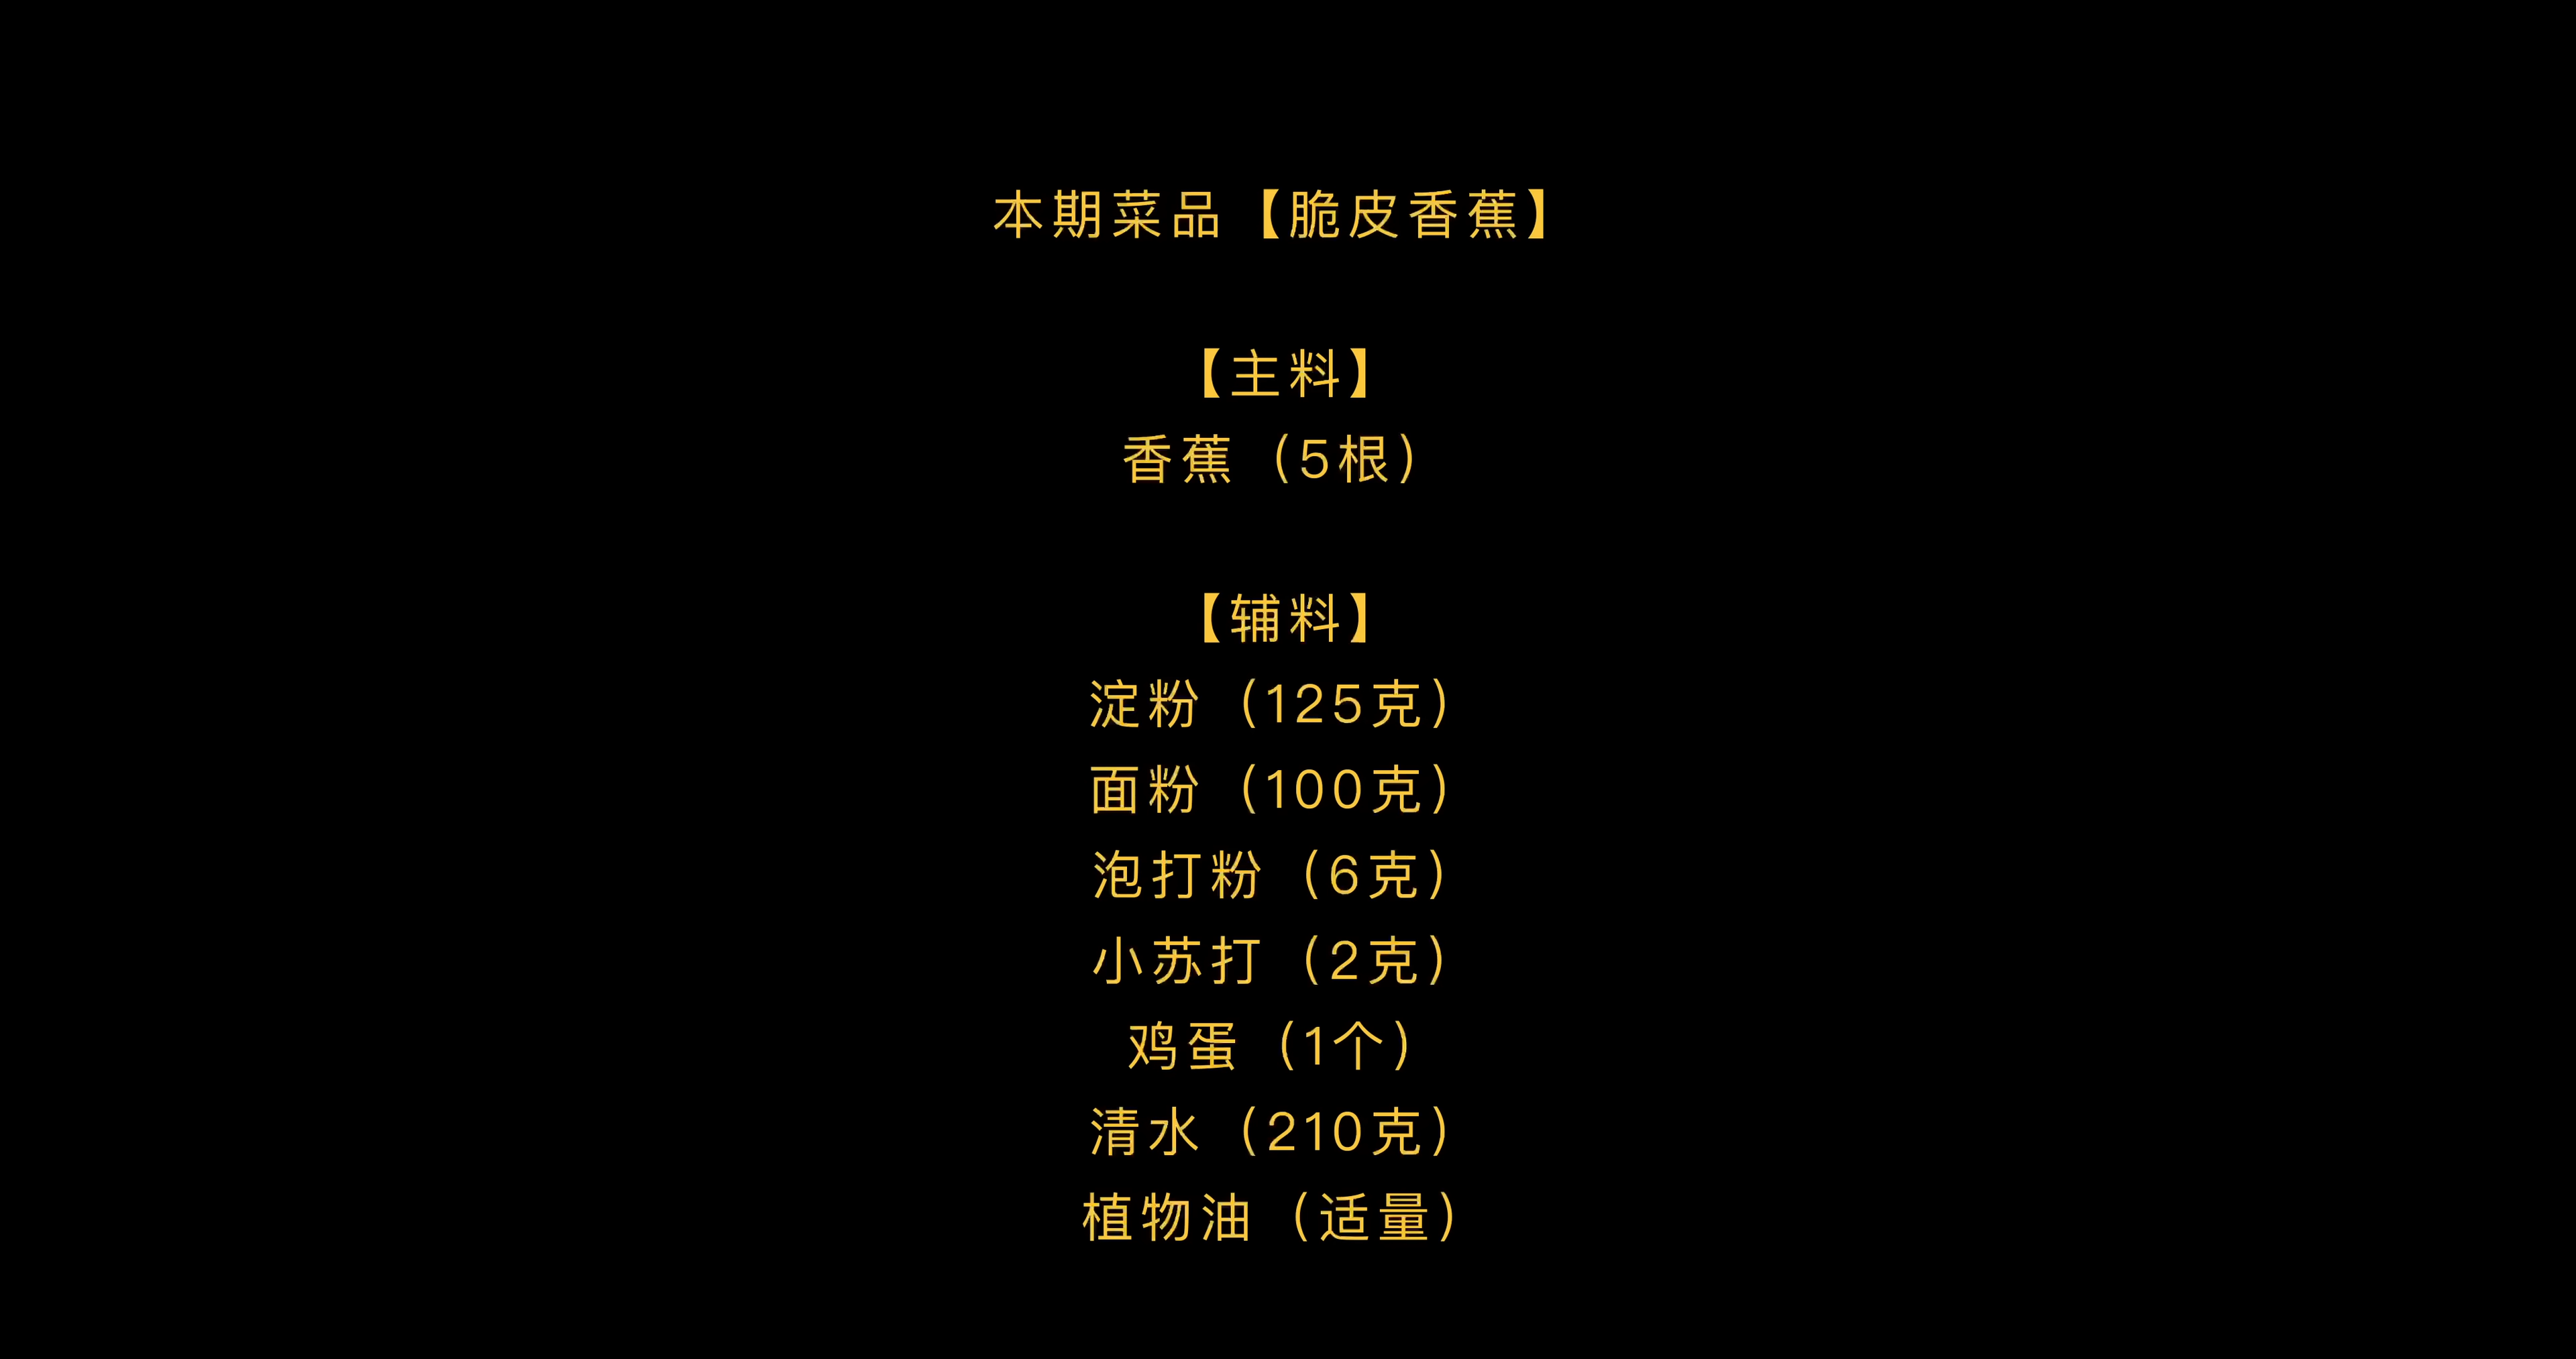 本期菜品【脆皮香蕉】
【主料】
香蕉（5根）
【辅料】
淀粉（125克）
面粉（100克）
泡打粉（6克）
小苏打（2克）
鸡蛋（1个）
清水（210克）
植物油（适量）